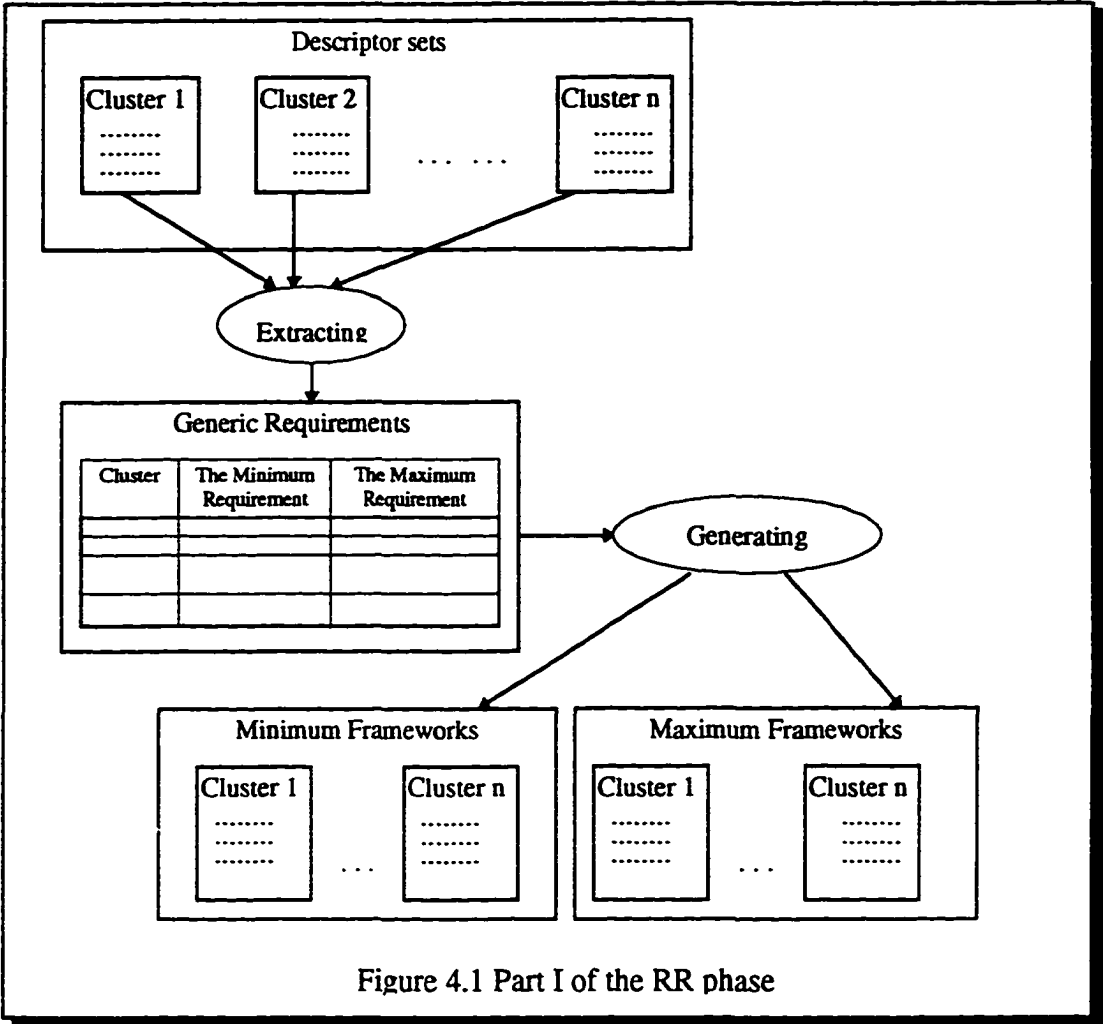 Descriptor sets
Cluster 1
Cluster 2
Cluster n
........
........
........
........
........
........
... ...
........
........
........
Extracting
Generic Requirements
Cluster
The Minimum
Requirement
The Maximum
Requirement
Generating
Minimum Frameworks
Cluster 1
........
........
........
...
Cluster n
........
........
........
Maximum Frameworks
Cluster 1
........
........
........
...
Cluster n
........
........
........
Figure 4.1 Part I of the RR phase